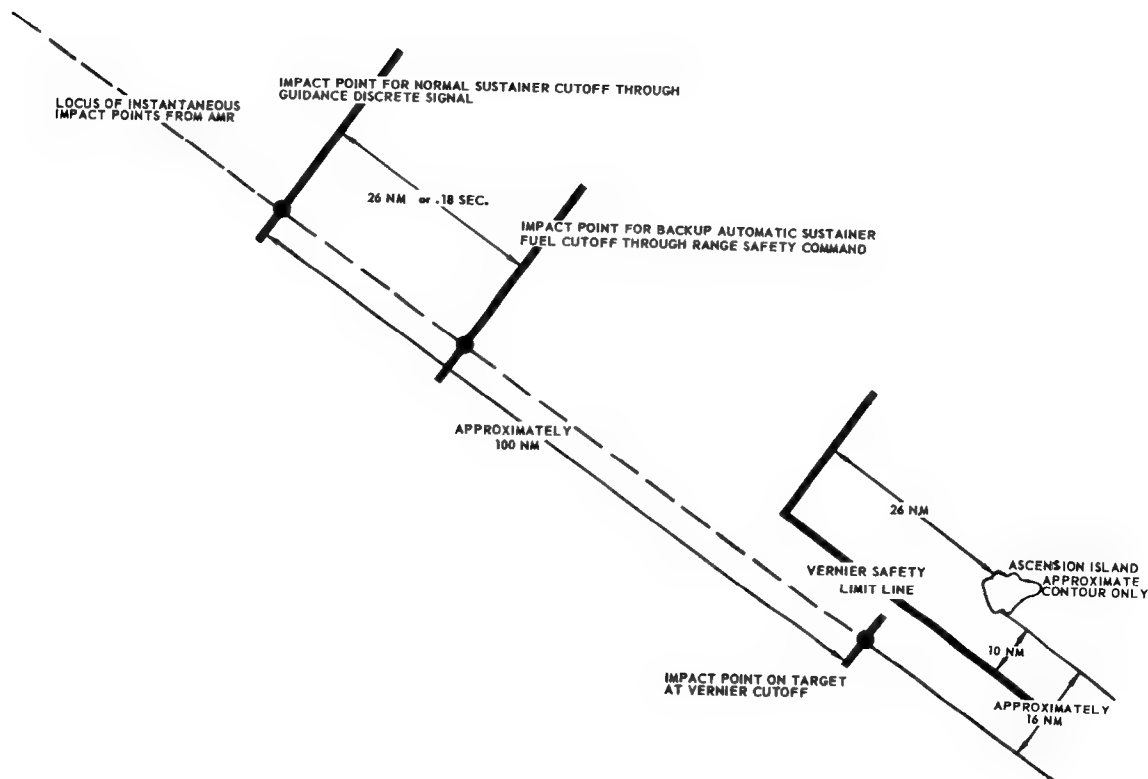 IMPACT POINT FOR NORMAL SUSTAINER CUTOFF THROUGH
GUIDANCE DISCRETE SIGNAL
LOCUS OF INSTANTANEOUS
IMPACT POINTS FROM AMR
26 NM or .18 SEC.
IMPACT POINT FOR BACKUP AUTOMATIC SUSTAINER
FUEL CUTOFF THROUGH RANGE SAFETY COMMAND
APPROXIMATELY
100 NM
26 NM
VERNIER SAFETY
LIMIT LINE
ASCENSION ISLAND
APPROXIMATE
CONTOUR ONLY
10 NM
IMPACT POINT ON TARGET
AT VERNIER CUTOFF
APPROXIMATELY
16 NM